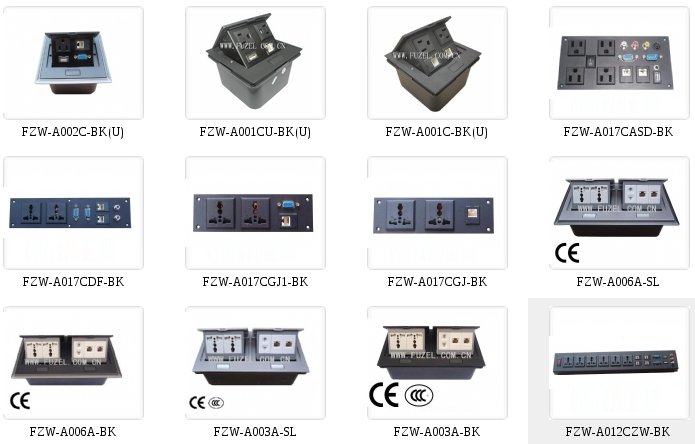 WWW.FUZEL.COM.CN
WWW.FUZEL.COM.CN
FZW-A002C-BK(U)
FZW-A001CU-BK(U)
FZW-A001C-BK(U)
FZW-A017CASD-BK
WWW.FUZEL.COM.CN
WWW.FUZEL.COM.CN
CE
FZW-A017CDF-BK
FZW-A017CGJ1-BK
FZW-A017CGJ-BK
FZW-A006A-SL
WWW.FUZEL.COM.CN
WWW.FUZEL.COM.CN
CE
CE CCC
CE CCC
FZW-A006A-BK
FZW-A003A-SL
FZW-A003A-BK
FZW-A012CZW-BK